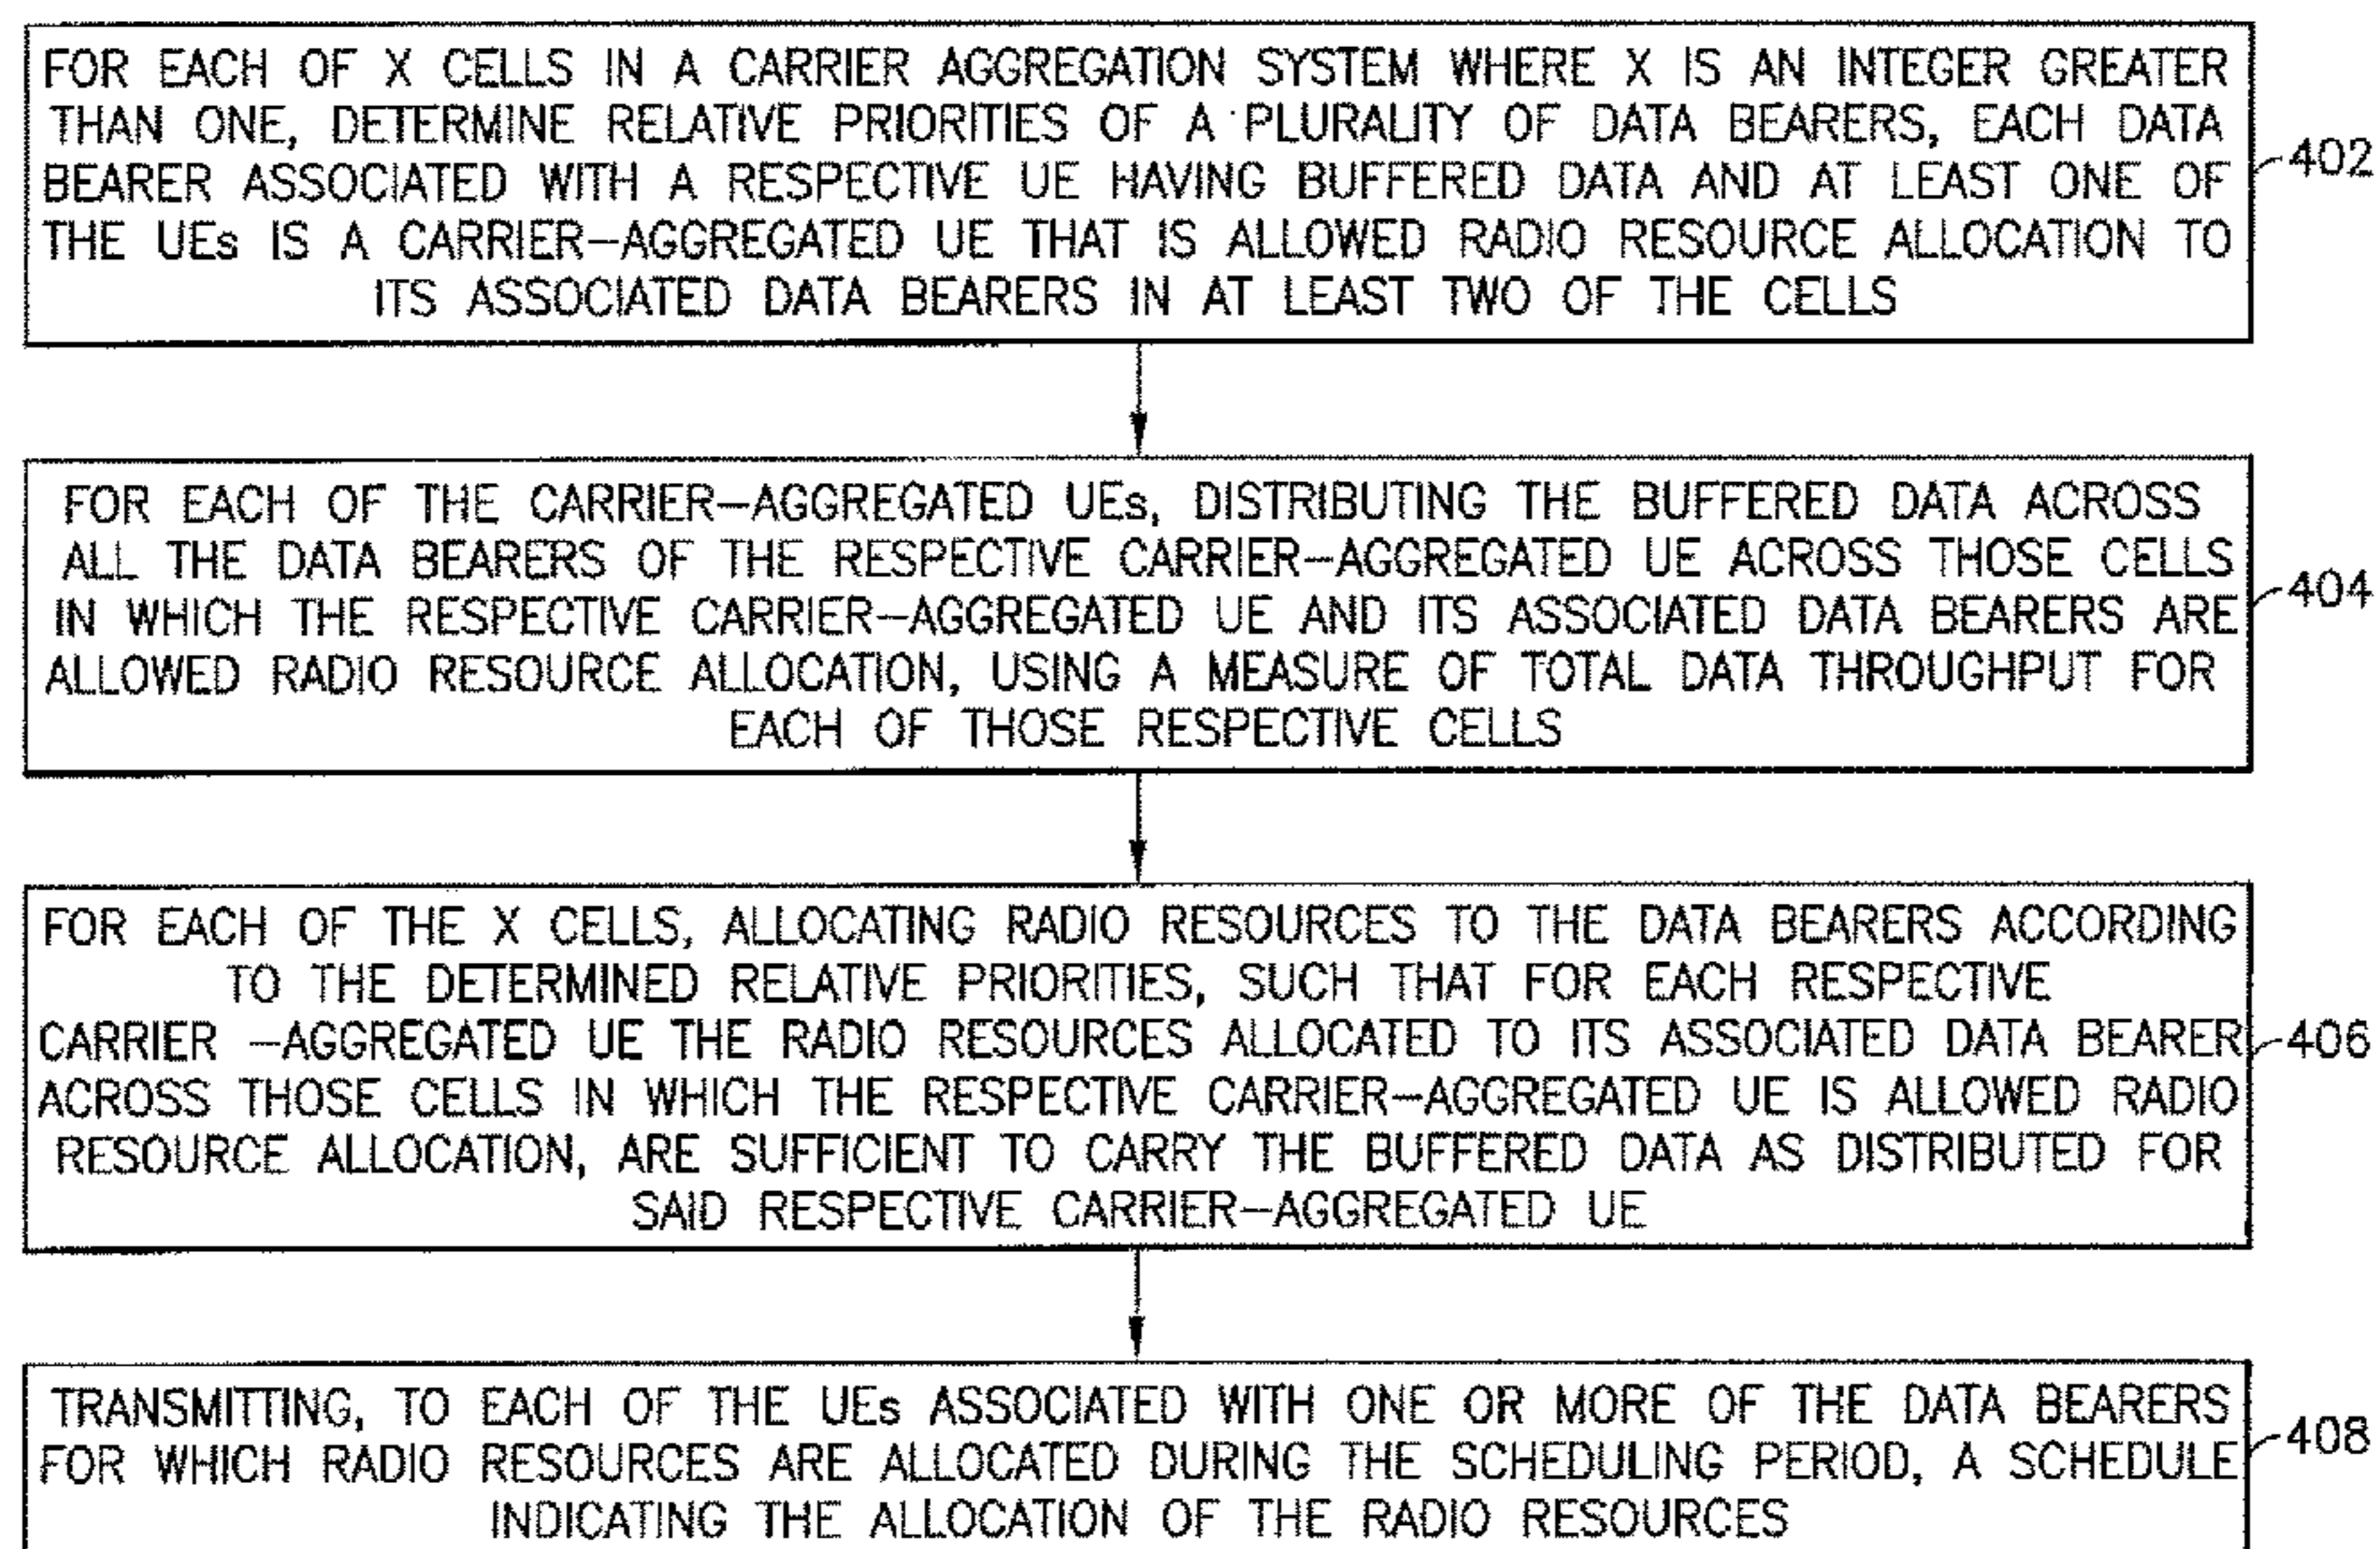 FOR EACH OF X CELLS IN A CARRIER AGGREGATION SYSTEM WHERE X IS AN INTEGER GREATER
THAN ONE, DETERMINE RELATIVE PRIORITIES OF A PLURALITY OF DATA BEARERS, EACH DATA
BEARER ASSOCIATED WITH A RESPECTIVE UE HAVING BUFFERED DATA AND AT LEAST ONE OF
THE UEs IS A CARRIER-AGGREGATED UE THAT IS ALLOWED RADIO RESOURCE ALLOCATION TO
ITS ASSOCIATED DATA BEARERS IN AT LEAST TWO OF THE CELLS
402
FOR EACH OF THE CARRIER-AGGREGATED UEs, DISTRIBUTING THE BUFFERED DATA ACROSS
ALL THE DATA BEARERS OF THE RESPECTIVE CARRIER-AGGREGATED UE ACROSS THOSE CELLS
IN WHICH THE RESPECTIVE CARRIER-AGGREGATED UE AND ITS ASSOCIATED DATA BEARERS ARE
ALLOWED RADIO RESOURCE ALLOCATION, USING A MEASURE OF TOTAL DATA THROUGHPUT FOR
EACH OF THOSE RESPECTIVE CELLS
404
FOR EACH OF THE X CELLS, ALLOCATING RADIO RESOURCES TO THE DATA BEARERS ACCORDING
TO THE DETERMINED RELATIVE PRIORITIES, SUCH THAT FOR EACH RESPECTIVE
CARRIER -AGGREGATED UE THE RADIO RESOURCES ALLOCATED TO ITS ASSOCIATED DATA BEARER
ACROSS THOSE CELLS IN WHICH THE RESPECTIVE CARRIER-AGGREGATED UE IS ALLOWED RADIO
RESOURCE ALLOCATION, ARE SUFFICIENT TO CARRY THE BUFFERED DATA AS DISTRIBUTED FOR
SAID RESPECTIVE CARRIER-AGGREGATED UE
406
TRANSMITTING, TO EACH OF THE UEs ASSOCIATED WITH ONE OR MORE OF THE DATA BEARERS
FOR WHICH RADIO RESOURCES ARE ALLOCATED DURING THE SCHEDULING PERIOD, A SCHEDULE
INDICATING THE ALLOCATION OF THE RADIO RESOURCES
408